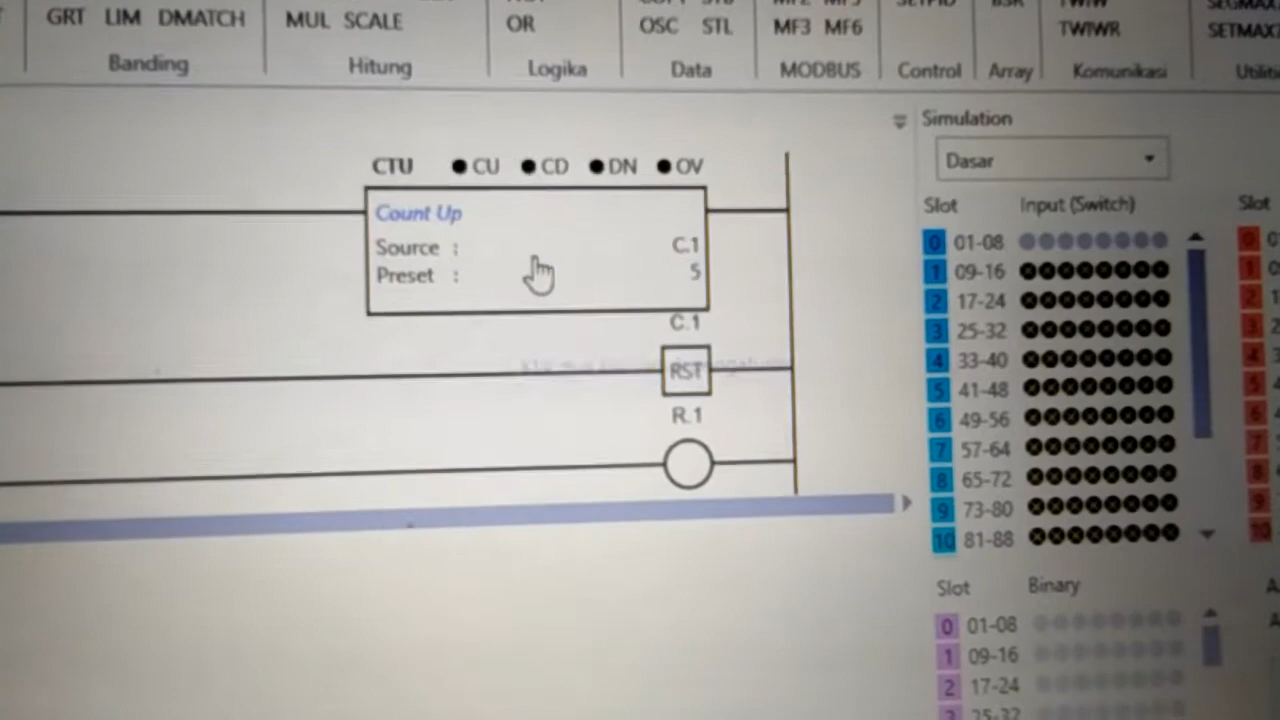 GRT LIM DMATCH
MUL SCALE
OR
OSC STL
MF3 MF6
TWIWR
Banding
Hitung
Logika
Data
MODBUS
Control
Array
Komunikasi
Simulation
Dasar
CTU CU CD DN OV
Count Up
Source : C.1
Preset : 5
C.1
RST
R.1
Slot Input (Switch) Slot
0 01-08
1 09-16
2 17-24
3 25-32
4 33-40
5 41-48
6 49-56
7 57-64
8 65-72
9 73-80
10 81-88
Slot Binary
0 01-08
1 09-16
2 17-24
25-32